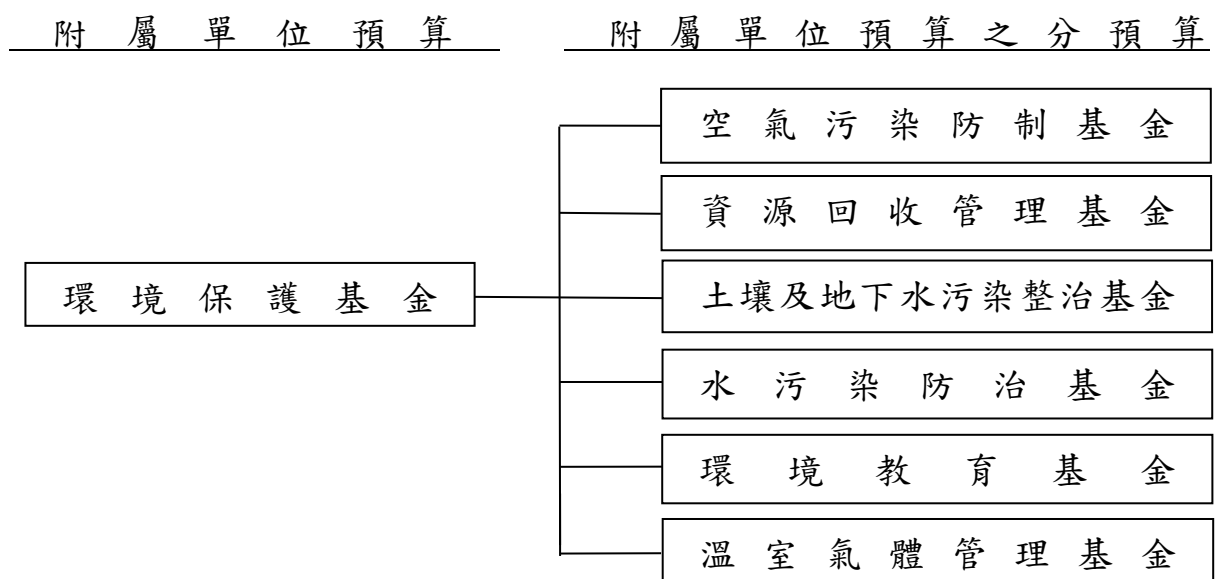 附屬單位預算
附屬單位預算之分預算
環境保護基金
空氣污染防制基金
資源回收管理基金
土壤及地下水污染整治基金
水污染防治基金
環境教育基金
溫室氣體管理基金